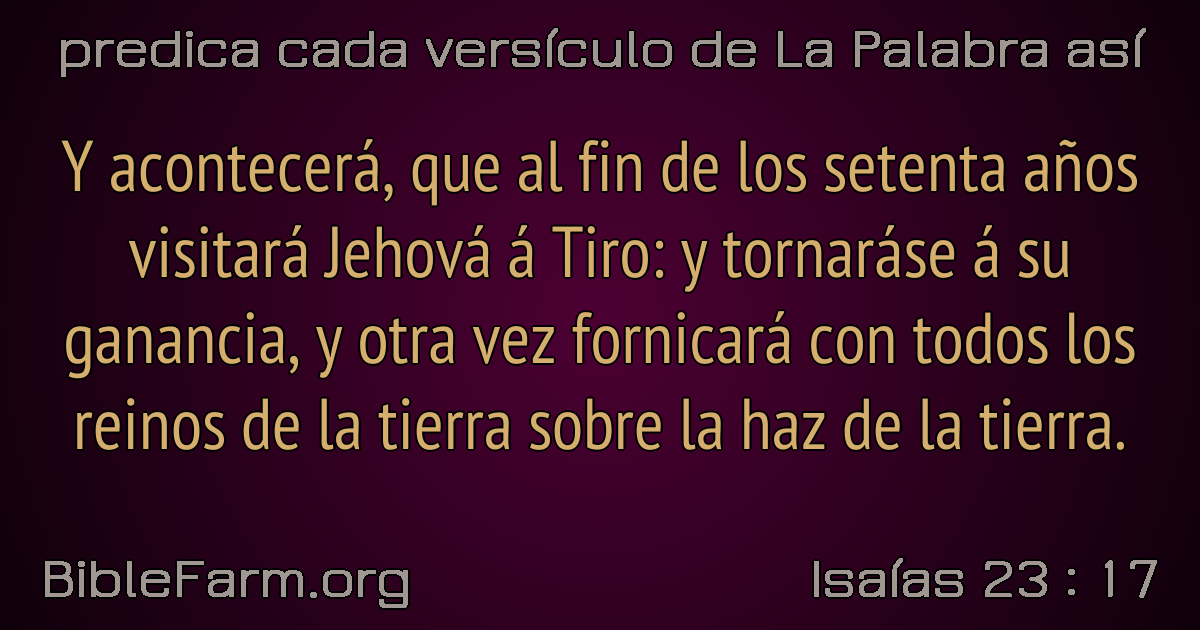 predica cada versículo de La Palabra así
Y acontecerá, que al fin de los setenta años
visitará Jehová á Tiro: y tornaráse á su
ganancia, y otra vez fornicará con todos los
reinos de la tierra sobre la haz de la tierra.
BibleFarm.org
Isaías 23 : 17